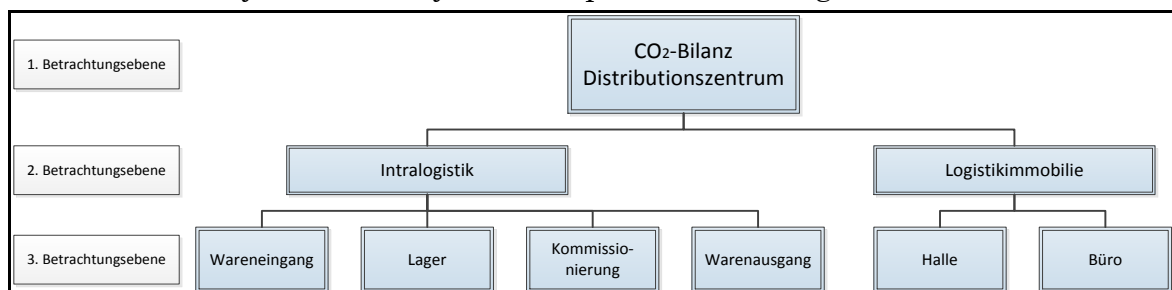 1. Betrachtungsebene
CO2-Bilanz
Distributionszentrum
2. Betrachtungsebene
Intralogistik
Logistikimmobilie
3. Betrachtungsebene
Wareneingang
Lager
Kommissio-
nierung
Warenausgang
Halle
Büro